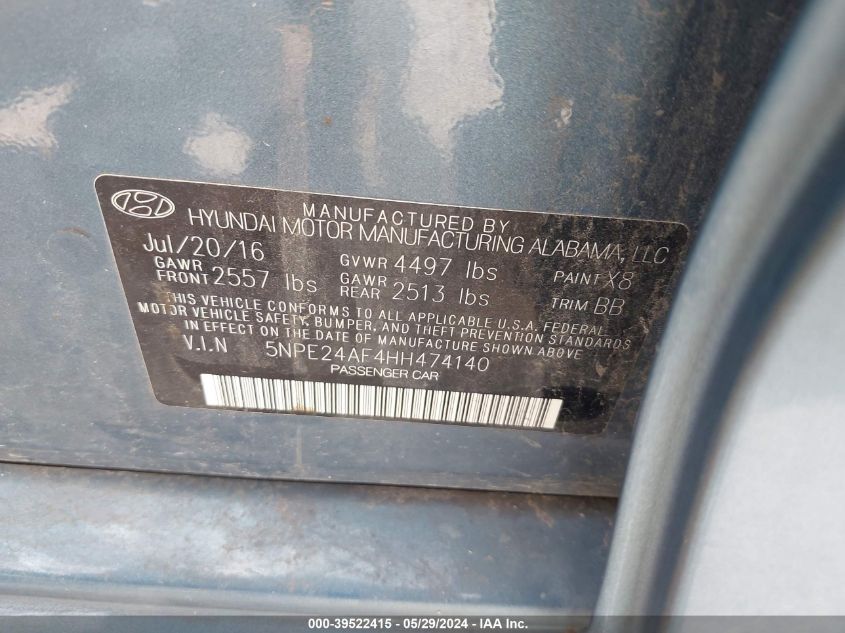 MANUFACTURED BY
HYUNDAI MOTOR MANUFACTURING ALABAMA, LLC
Jul/20/16 GVWR 4497 lbs PAINT X8
GAWR FRONT 2557 lbs GAWR REAR 2513 lbs TRIM BB
THIS VEHICLE CONFORMS TO ALL APPLICABLE U.S.A. FEDERAL
MOTOR VEHICLE SAFETY, BUMPER, AND THEFT PREVENTION STANDARDS
IN EFFECT ON THE DATE OF MANUFACTURE SHOWN ABOVE.
V.I.N 5NPE24AF4HH474140
PASSENGER CAR
000-39522415 - 05/29/2024 - IAA Inc.